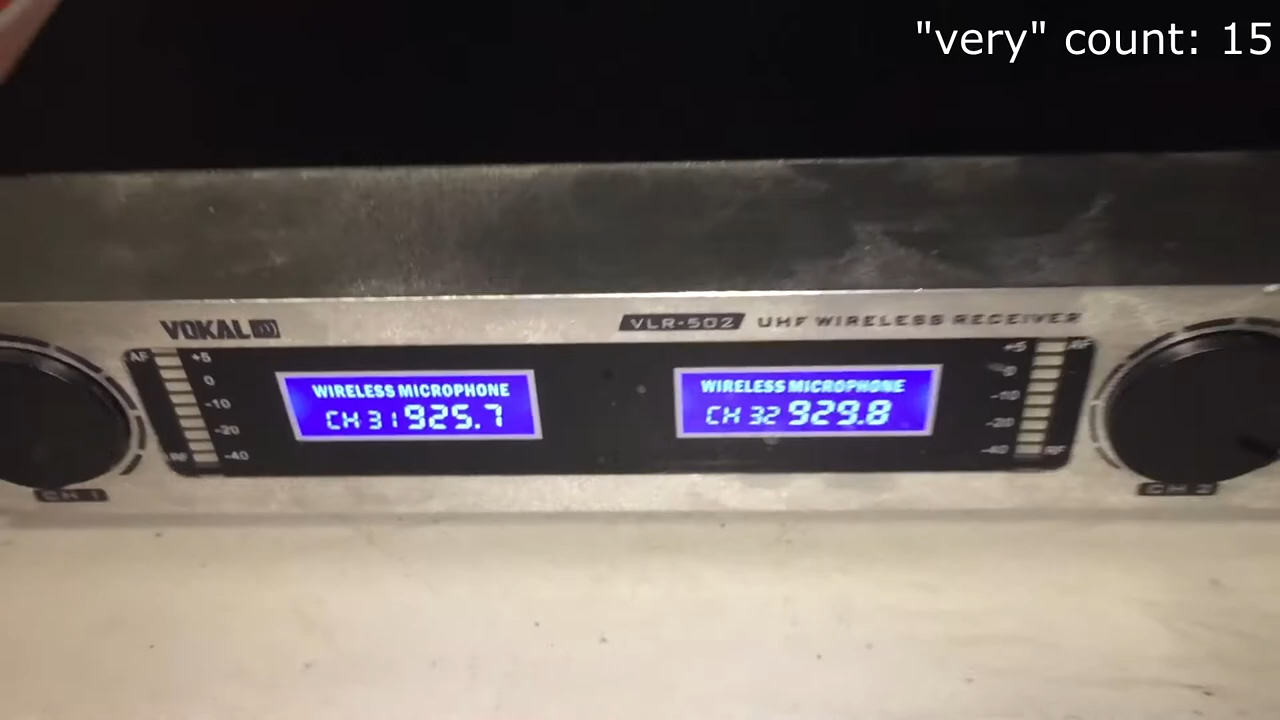 "very" count: 15
VOKAL
VLR-502 UHF WIRELESS RECEIVER
AF
+5
0
-10
-20
-40
RF
WIRELESS MICROPHONE
CH 31 925.7
WIRELESS MICROPHONE
CH 32 929.8
+5
0
-10
-20
-40
AF
RF
CH 1
CH 2